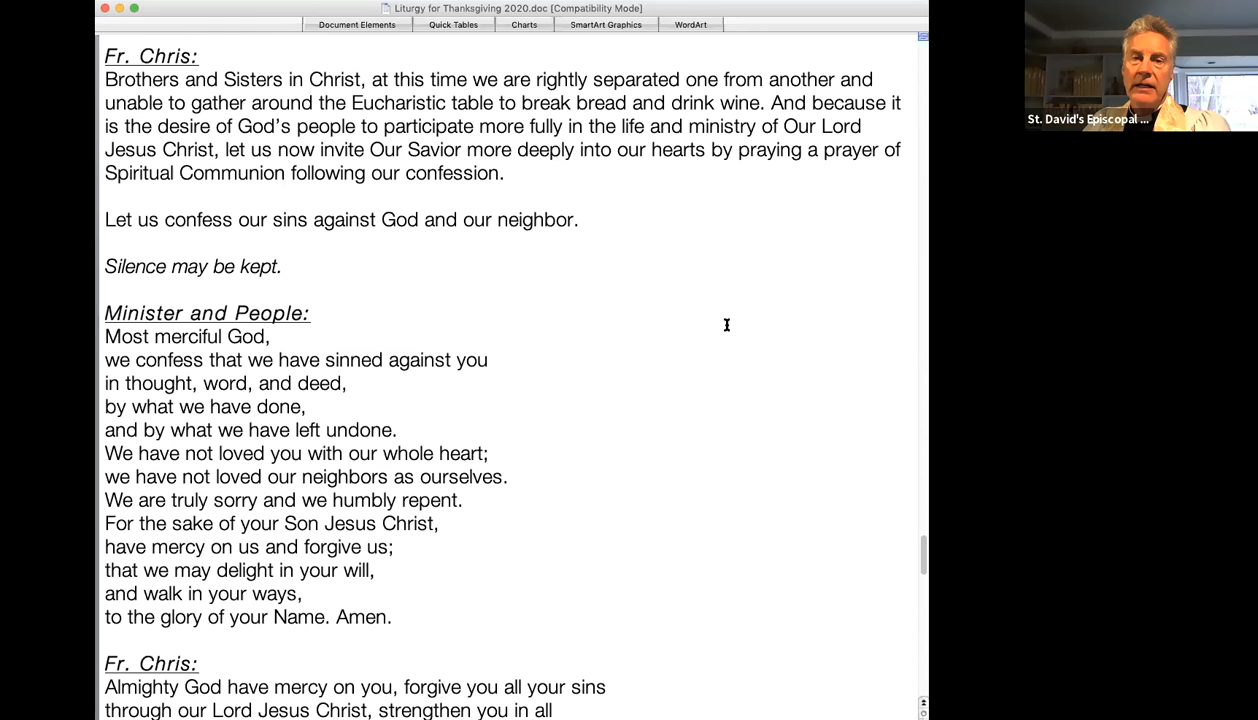 Liturgy for Thanksgiving 2020.doc [Compatibility Mode]
Document Elements Quick Tables Charts SmartArt Graphics WordArt
Fr. Chris:
Brothers and Sisters in Christ, at this time we are rightly separated one from another and
unable to gather around the Eucharistic table to break bread and drink wine. And because it
is the desire of God's people to participate more fully in the life and ministry of Our Lord
Jesus Christ, let us now invite Our Savior more deeply into our hearts by praying a prayer of
Spiritual Communion following our confession.
Let us confess our sins against God and our neighbor.
Silence may be kept.
Minister and People:
Most merciful God,
we confess that we have sinned against you
in thought, word, and deed,
by what we have done,
and by what we have left undone.
We have not loved you with our whole heart;
we have not loved our neighbors as ourselves.
We are truly sorry and we humbly repent.
For the sake of your Son Jesus Christ,
have mercy on us and forgive us;
that we may delight in your will,
and walk in your ways,
to the glory of your Name. Amen.
Fr. Chris:
Almighty God have mercy on you, forgive you all your sins
through our Lord Jesus Christ, strengthen you in all
St. David's Episcopal ...